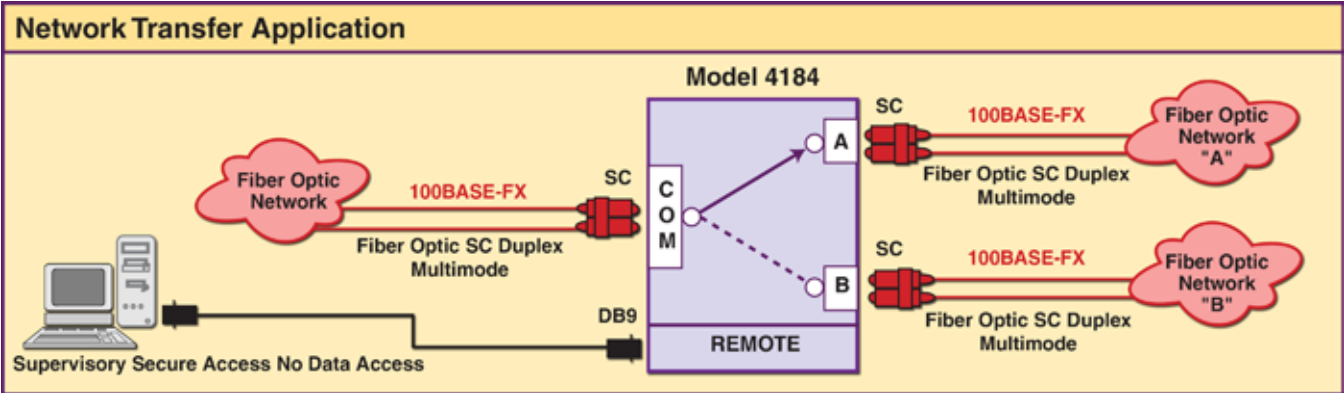 Network Transfer Application
Model 4184
Fiber Optic
Network
100BASE-FX
SC
Fiber Optic SC Duplex
Multimode
C
O
M
A
B
SC
100BASE-FX
Fiber Optic SC Duplex
Multimode
Fiber Optic
Network
"A"
SC
100BASE-FX
Fiber Optic SC Duplex
Multimode
Fiber Optic
Network
"B"
DB9
REMOTE
Supervisory Secure Access No Data Access